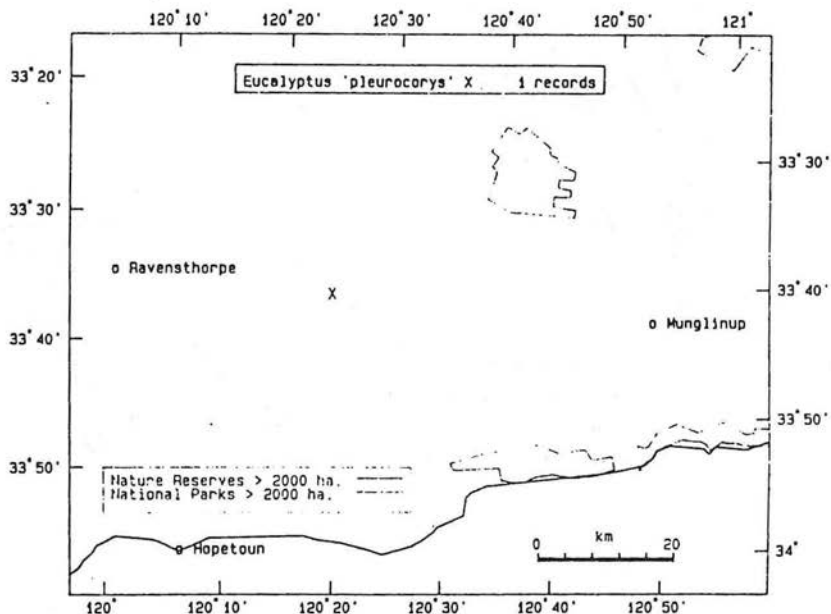 120°10' 120°20' 120°30' 120°40' 120°50' 121°
33°20'
Eucalyptus 'pleurocorys' X 1 records
33°30'
33°30'
o Ravensthorpe
X
33°40'
o Munglinup
33°40'
33°50'
33°50'
Nature Reserves > 2000 ha.
National Parks > 2000 ha.
o Hopetoun
km
0 20
34°
120° 120°10' 120°20' 120°30' 120°40' 120°50'